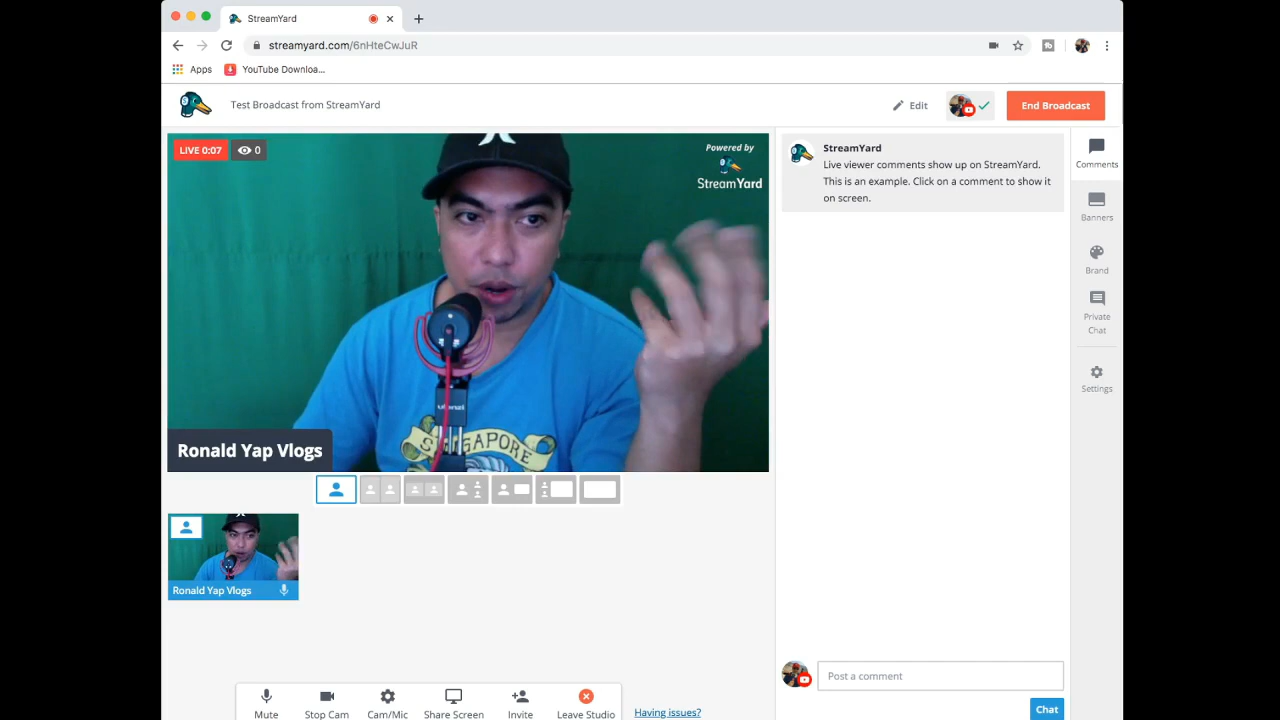 StreamYard
streamyard.com/6nHteCwJuR
Apps
YouTube Downloa...
Test Broadcast from StreamYard
Edit
End Broadcast
LIVE 0:07
0
Powered by
StreamYard
SINGAPORE
Ronald Yap Vlogs
Ronald Yap Vlogs
StreamYard
Live viewer comments show up on StreamYard.
This is an example. Click on a comment to show it
on screen.
Comments
Banners
Brand
Private
Chat
Settings
Post a comment
Chat
Mute
Stop Cam
Cam/Mic
Share Screen
Invite
Leave Studio
Having issues?